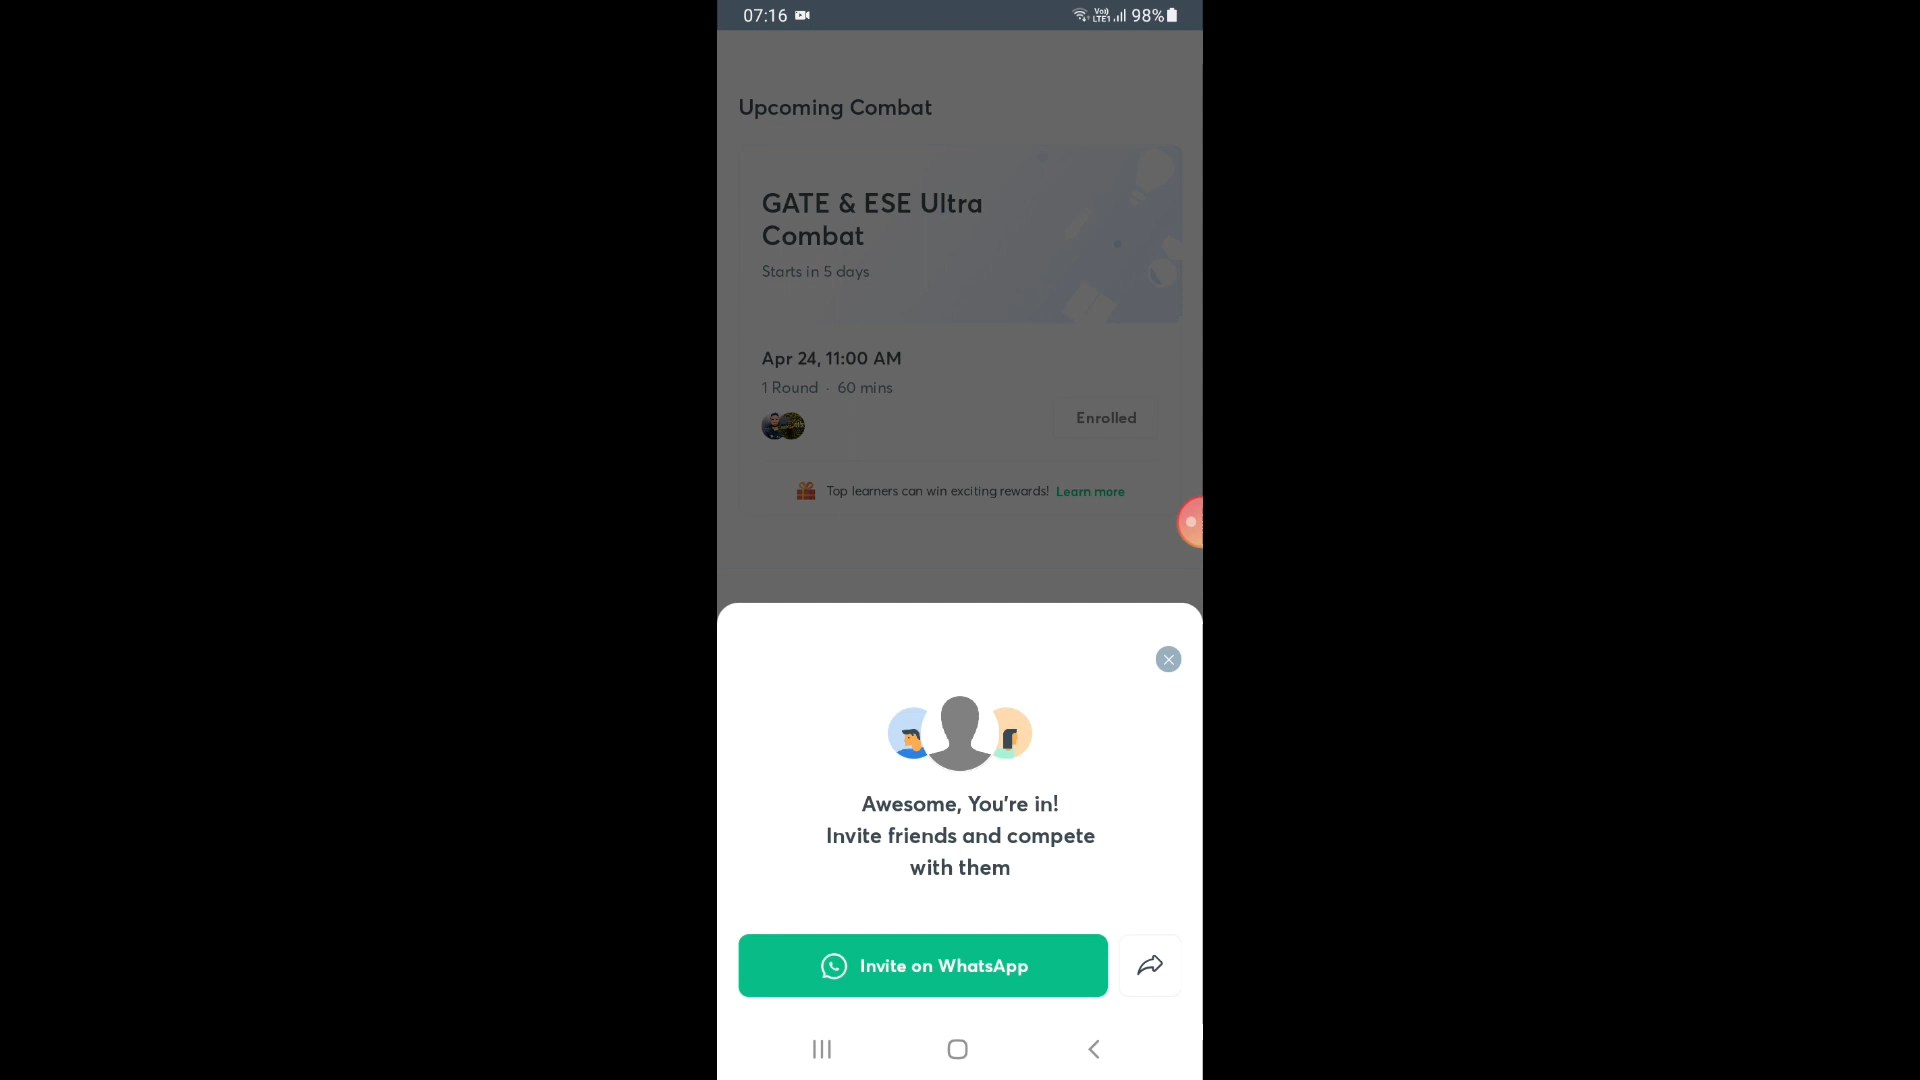 07:16
Vo) LTE1 98%
Upcoming Combat
GATE & ESE Ultra
Combat
Starts in 5 days
Apr 24, 11:00 AM
1 Round · 60 mins
Enrolled
Top learners can win exciting rewards! Learn more
Awesome, You're in!
Invite friends and compete
with them
Invite on WhatsApp